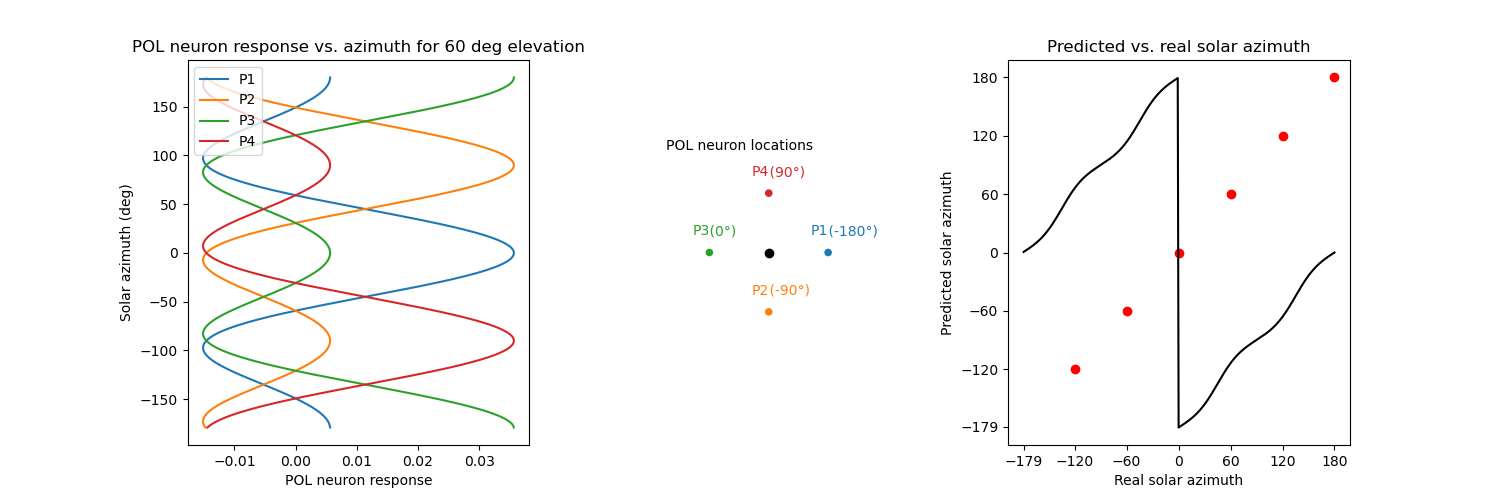 POL neuron response vs. azimuth for 60 deg elevation
P1
P2
P3
P4
150
100
50
0
−50
−100
−150
Solar azimuth (deg)
−0.01 0.00 0.01 0.02 0.03
POL neuron response
POL neuron locations
P4(90°)
P3(0°) P1(-180°)
P2(-90°)
Predicted vs. real solar azimuth
180
120
60
0
−60
−120
−179
Predicted solar azimuth
−179 −120 −60 0 60 120 180
Real solar azimuth